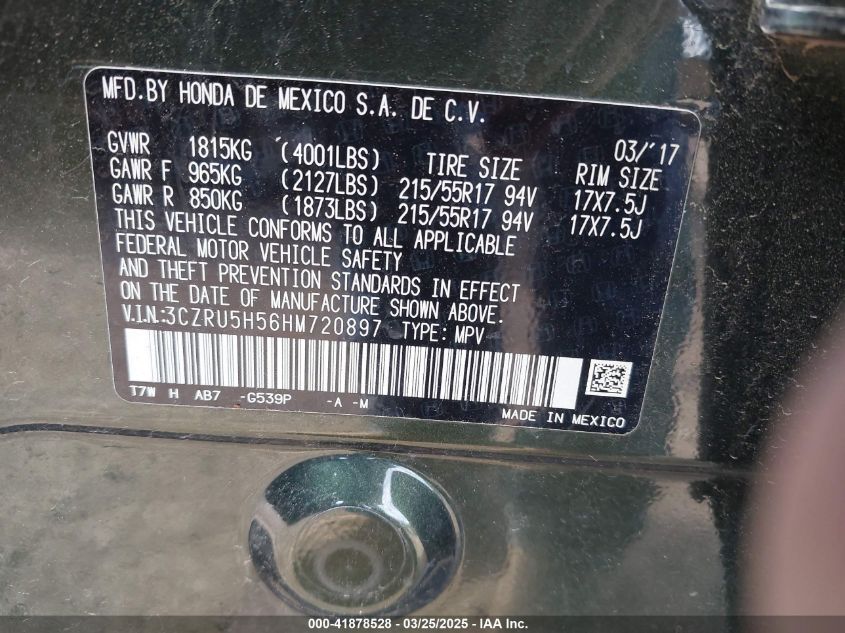 MFD.BY HONDA DE MEXICO S.A. DE C.V.
03/'17
GVWR 1815KG (4001LBS) TIRE SIZE RIM SIZE
GAWR F 965KG (2127LBS) 215/55R17 94V 17X7.5J
GAWR R 850KG (1873LBS) 215/55R17 94V 17X7.5J
THIS VEHICLE CONFORMS TO ALL APPLICABLE
FEDERAL MOTOR VEHICLE SAFETY
AND THEFT PREVENTION STANDARDS IN EFFECT
ON THE DATE OF MANUFACTURE SHOWN ABOVE.
V.I.N:3CZRU5H56HM720897 TYPE: MPV
T7W H AB7 -G539P -A -M
MADE IN MEXICO
000-41878528 - 03/25/2025 - IAA Inc.